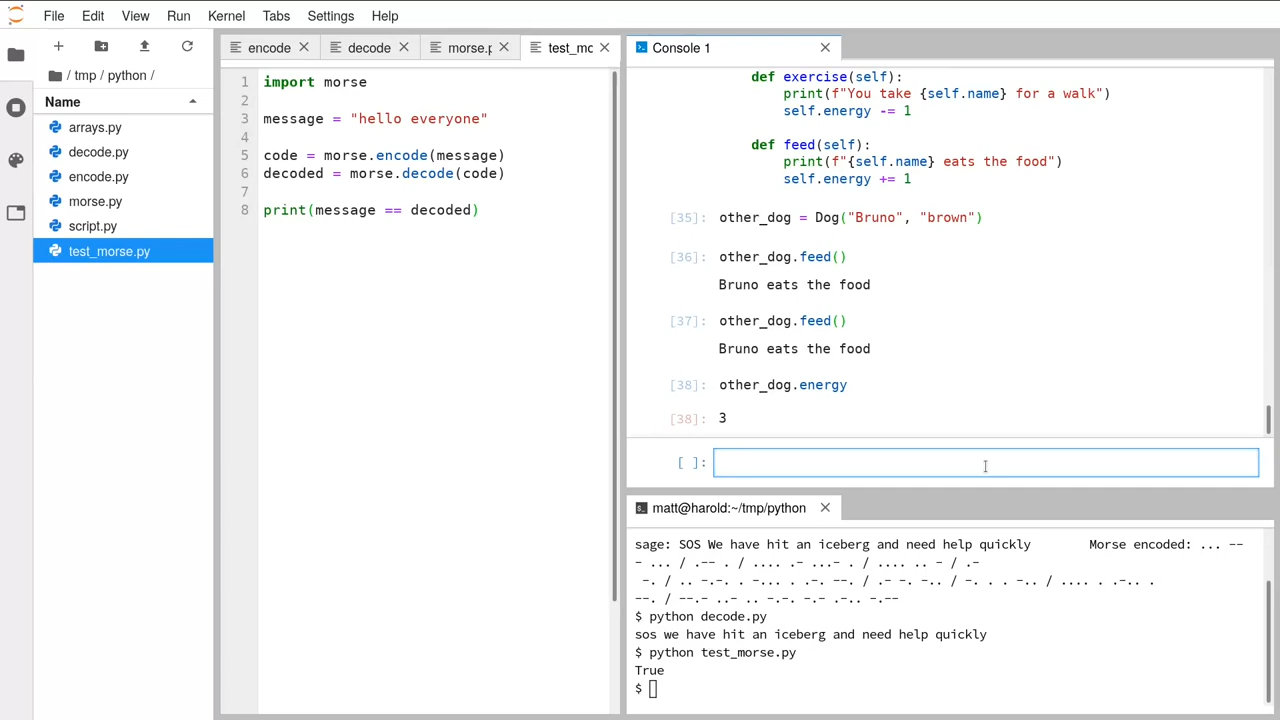 File Edit View Run Kernel Tabs Settings Help
/ tmp / python /
Name
arrays.py
decode.py
encode.py
morse.py
script.py
test_morse.py
encode decode morse.p test_mo
1 import morse
2
3 message = "hello everyone"
4
5 code = morse.encode(message)
6 decoded = morse.decode(code)
7
8 print(message == decoded)
Console 1
def exercise(self):
print(f"You take {self.name} for a walk")
self.energy -= 1
def feed(self):
print(f"{self.name} eats the food")
self.energy += 1
[35]: other_dog = Dog("Bruno", "brown")
[36]: other_dog.feed()
Bruno eats the food
[37]: other_dog.feed()
Bruno eats the food
[38]: other_dog.energy
[38]: 3
[ ]:
matt@harold:~/tmp/python
sage: SOS We have hit an iceberg and need help quickly Morse encoded: ... --
- ... / .-- . / .... .- ...- . / .... .. - / .-
-. / .. -.-. . -... . .-. --. / .- -. -.. / -. . . -.. / .... . .-.. .
--. / --.- ..- .. -.-. -.- .-.. -.--
$ python decode.py
sos we have hit an iceberg and need help quickly
$ python test_morse.py
True
$